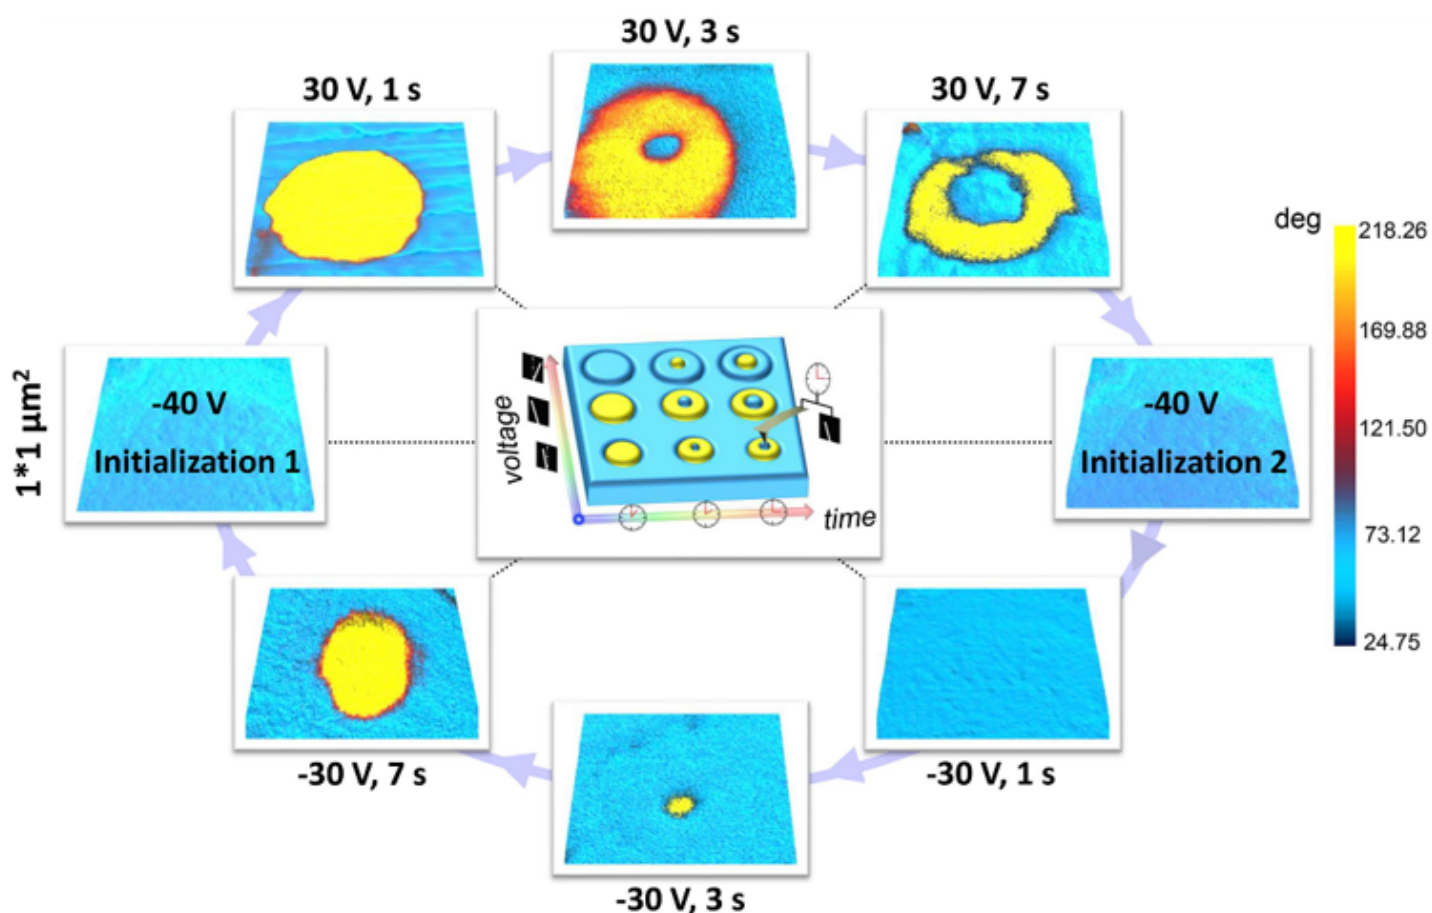 30 V, 3 s
30 V, 1 s
30 V, 7 s
deg
218.26
169.88
121.50
73.12
24.75
1*1 µm²
-40 V
Initialization 1
voltage
time
-40 V
Initialization 2
-30 V, 7 s
-30 V, 3 s
-30 V, 1 s